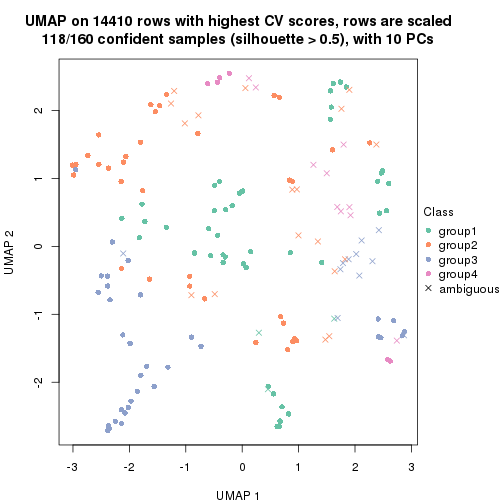 UMAP on 14410 rows with highest CV scores, rows are scaled
118/160 confident samples (silhouette > 0.5), with 10 PCs
2
1
0
-1
-2
UMAP 2
-3
-2
-1
0
1
2
3
UMAP 1
Class
group1
group2
group3
group4
ambiguous